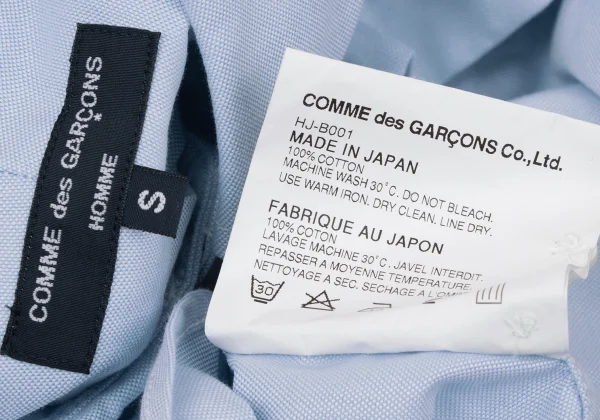 COMME des GARÇONS
HOMME
S
COMME des GARÇONS Co.,Ltd.
HJ-B001
MADE IN JAPAN
100% COTTON
MACHINE WASH 30°C. DO NOT BLEACH.
USE WARM IRON. DRY CLEAN. LINE DRY.
FABRIQUE AU JAPON
100% COTTON
LAVAGE MACHINE 30°C. JAVEL INTERDIT.
REPASSER A MOYENNE TEMPERATURE.
NETTOYAGE A SEC. SECHAGE A
30